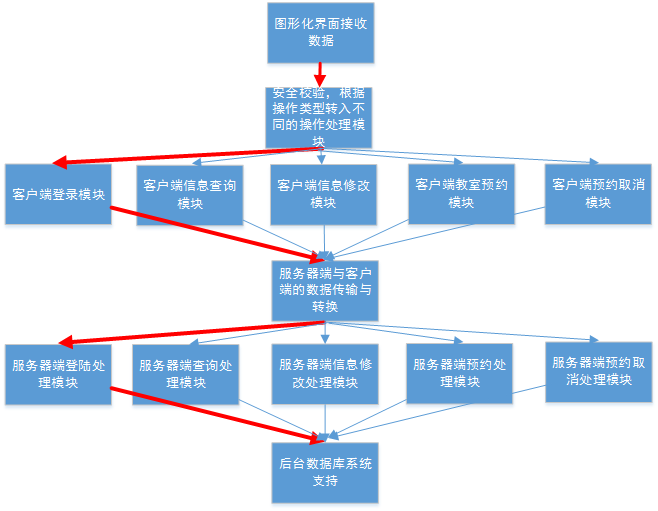 图形化界面接收
数据
安全校验，根据
操作类型转入不
同的操作处理模
块
客户端登录模块
客户端信息查询
模块
客户端信息修改
模块
客户端教室预约
模块
客户端预约取消
模块
服务器端与客户
端的数据传输与
转换
服务器端登陆处
理模块
服务器端查询处
理模块
服务器端信息修
改处理模块
服务器端预约处
理模块
服务器端预约取
消处理模块
后台数据库系统
支持